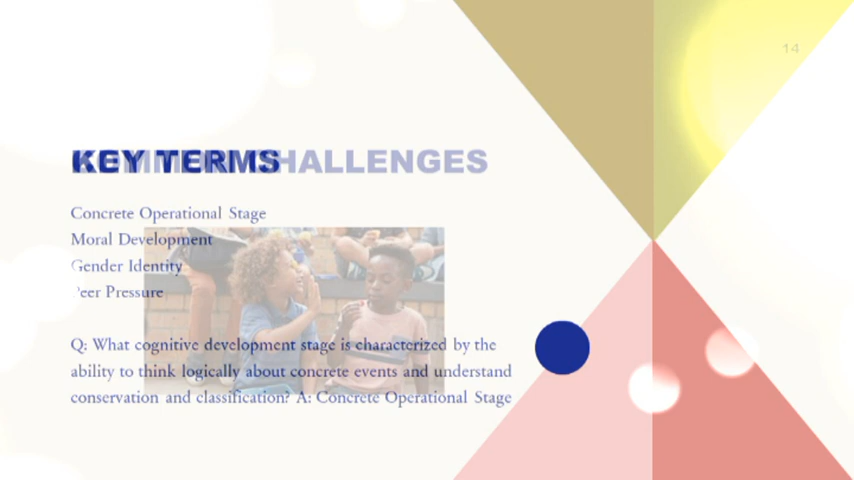 14
KEY TERMS
CHALLENGES
Concrete Operational Stage
Moral Development
Gender Identity
Peer Pressure
Q: What cognitive development stage is characterized by the
ability to think logically about concrete events and understand
conservation and classification? A: Concrete Operational Stage